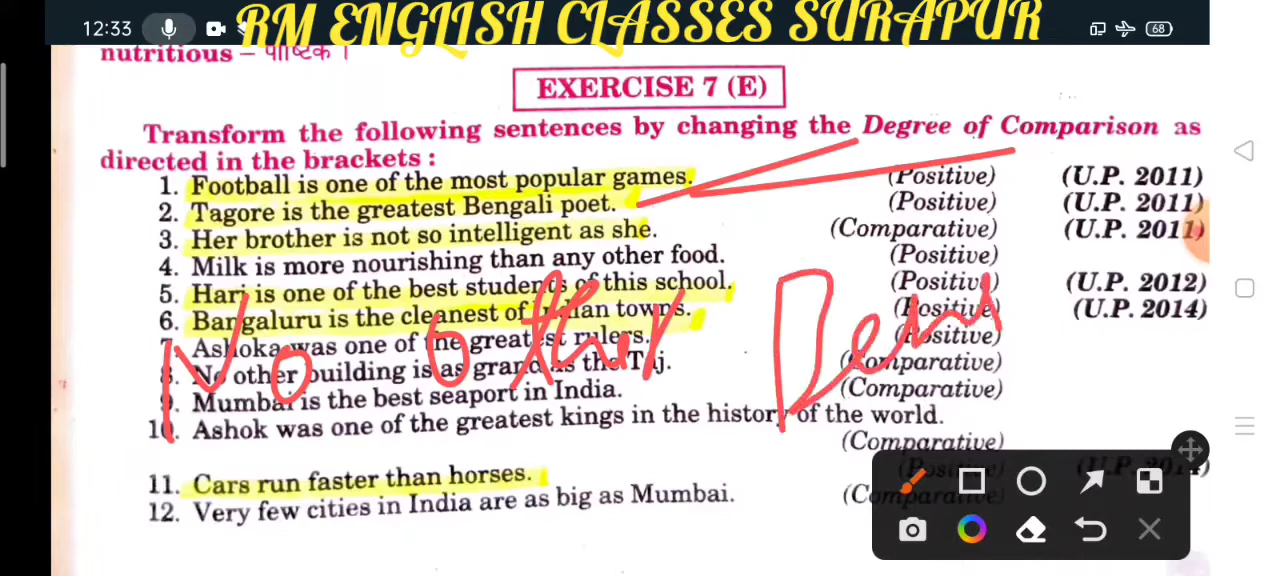 12:33
68
RM ENGLISH CLASSES SURAPUR
nutritious – पौष्टिक ।
EXERCISE 7 (E)
Transform the following sentences by changing the Degree of Comparison as
directed in the brackets :
1. Football is one of the most popular games. (Positive) (U.P. 2011)
2. Tagore is the greatest Bengali poet. (Positive) (U.P. 2011)
3. Her brother is not so intelligent as she. (Comparative) (U.P. 2011)
4. Milk is more nourishing than any other food. (Positive)
5. Hari is one of the best students of this school. (Positive) (U.P. 2012)
6. Bangaluru is the cleanest of Indian towns. (Positive) (U.P. 2014)
7. Ashoka was one of the greatest rulers. (Positive)
8. No other building is as grand as the Taj. (Comparative)
9. Mumbai is the best seaport in India. (Comparative)
No other
10. Ashok was one of the greatest kings in the history of the world.
(Comparative)
11. Cars run faster than horses. (Positive) (U.P. 2014)
12. Very few cities in India are as big as Mumbai. (Comparative)